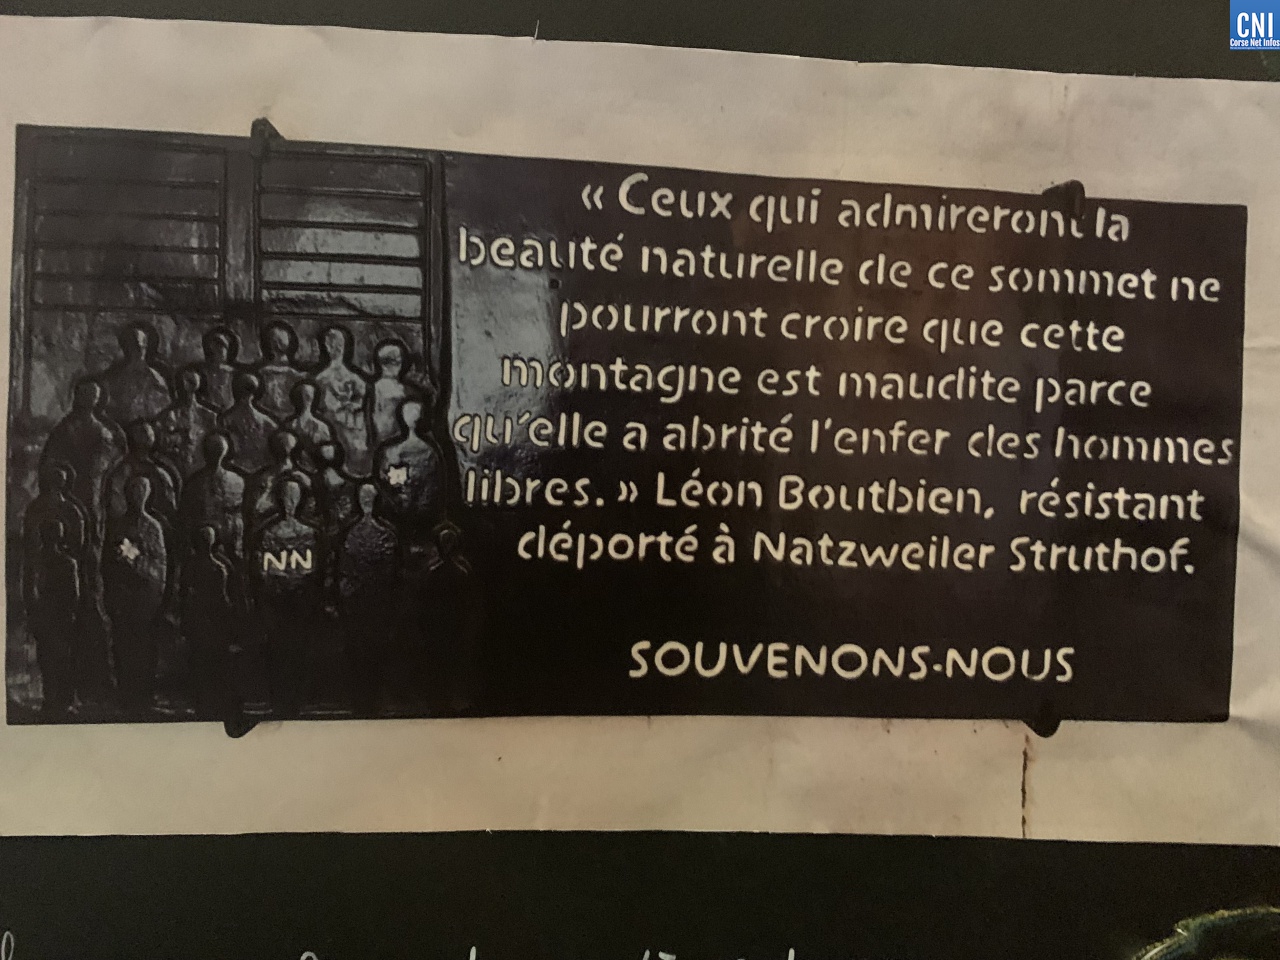 CNI
Corse Net Infos
« Ceux qui admireront la
beauté naturelle de ce sommet ne
pourront croire que cette
montagne est maudite parce
qu'elle a abrité l'enfer des hommes
libres. » Léon Boutbien, résistant
déporté à Natzweiler Struthof.
NN
SOUVENONS-NOUS